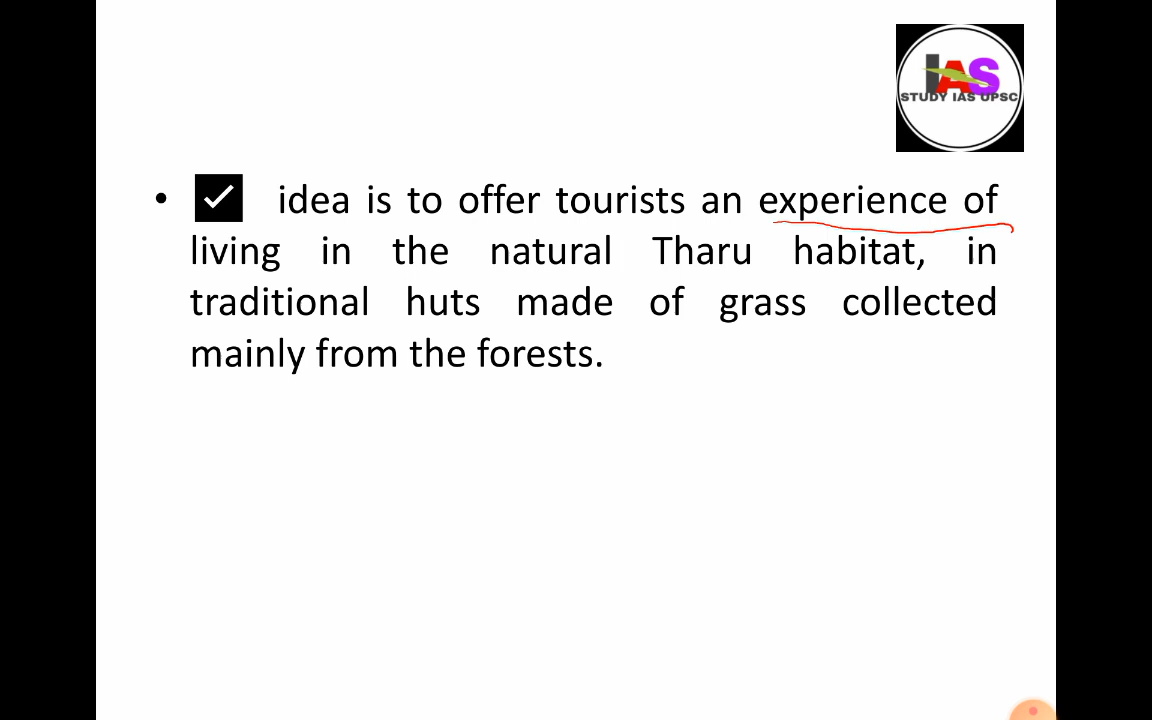 IAS
STUDY IAS UPSC
• ✓ idea is to offer tourists an experience of
living in the natural Tharu habitat, in
traditional huts made of grass collected
mainly from the forests.